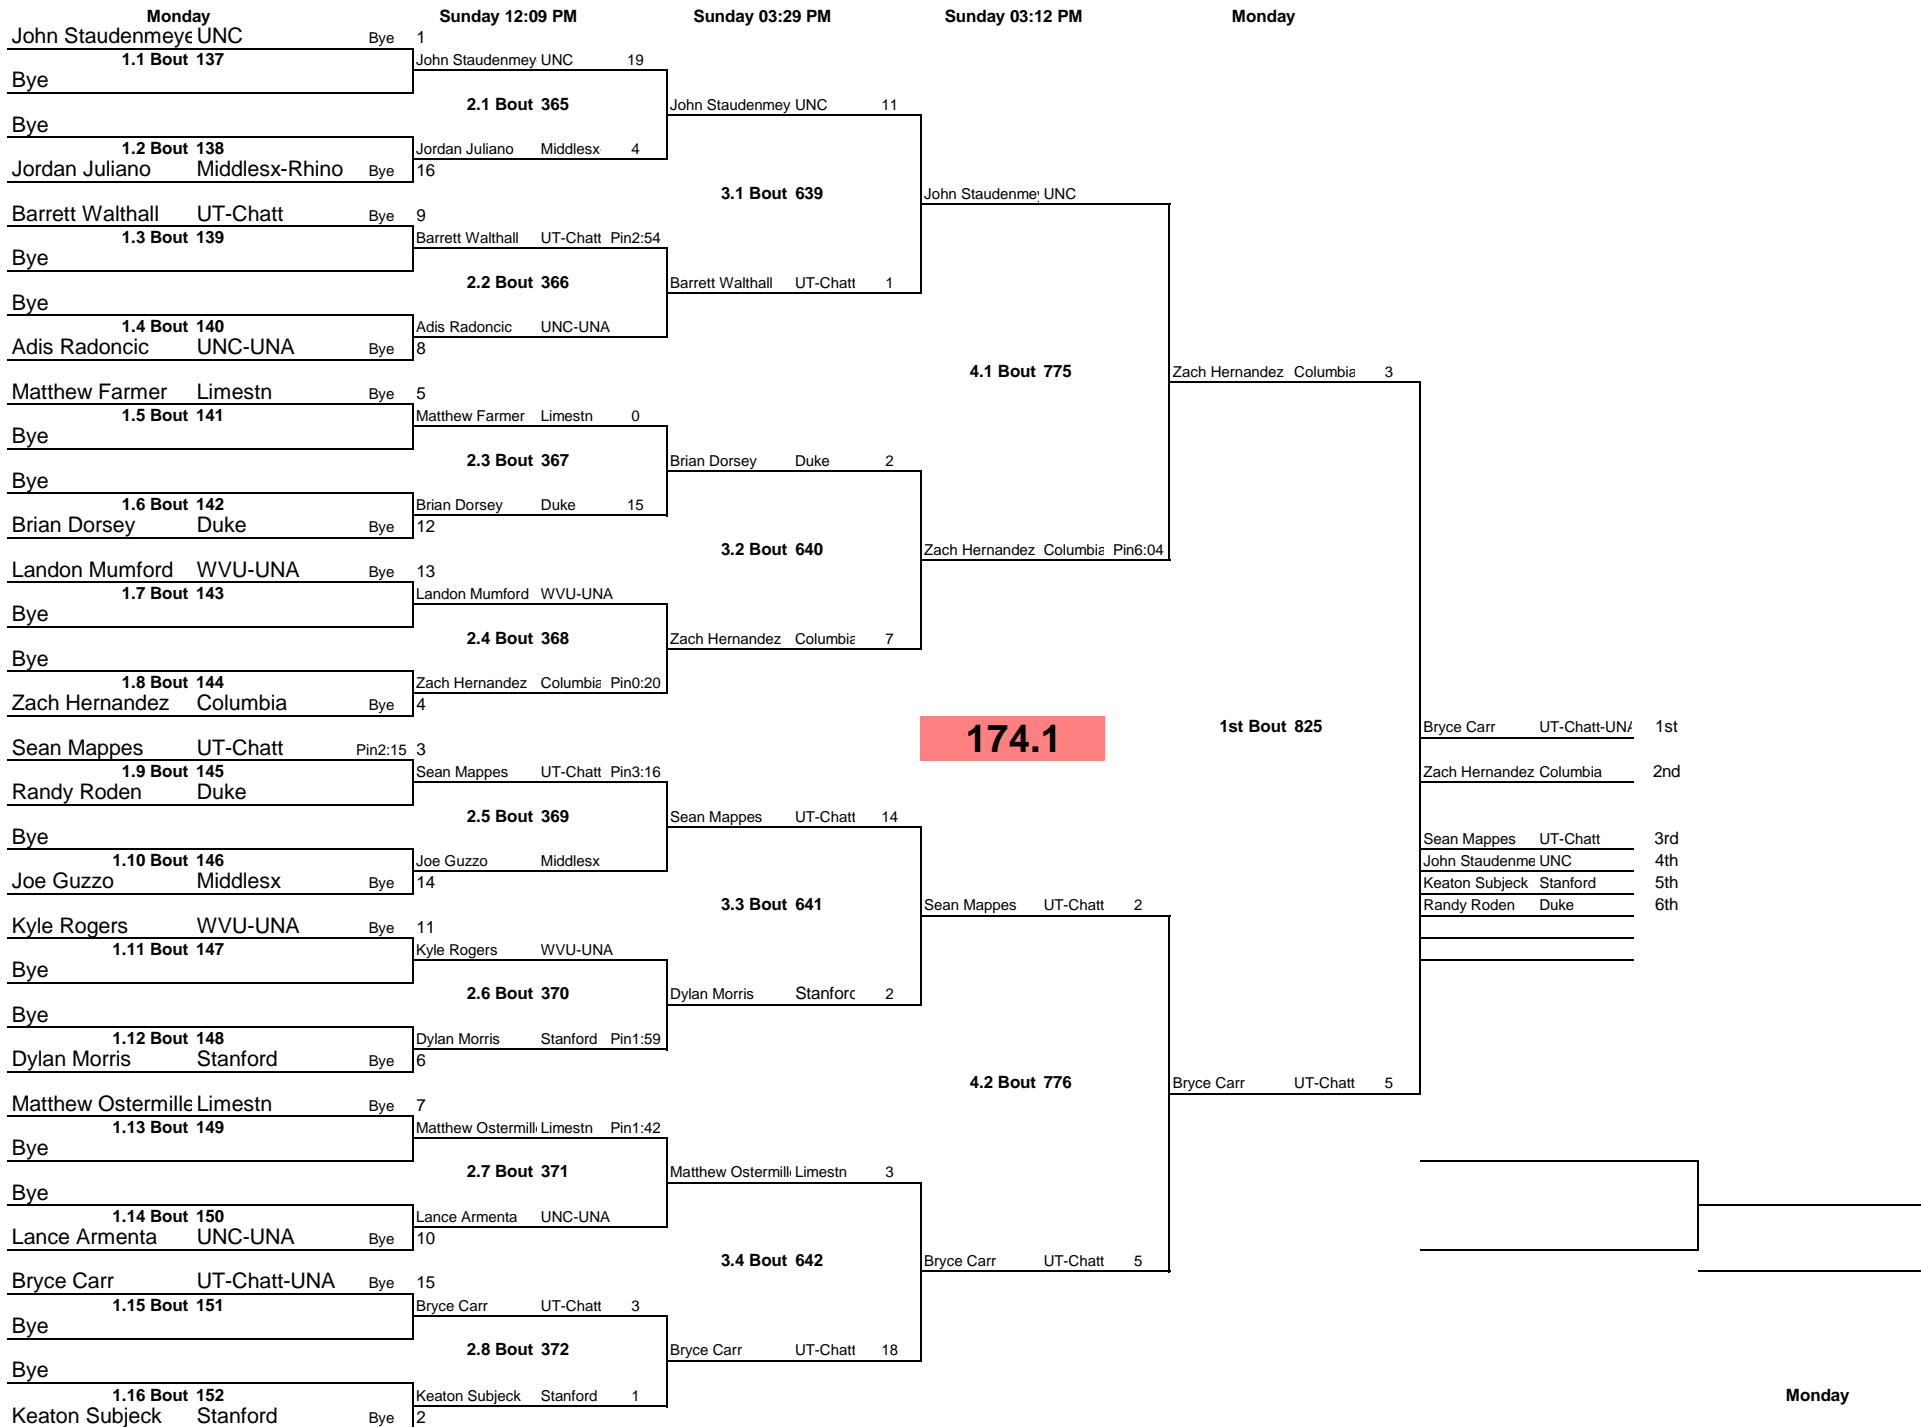 Monday Sunday 12:09 PM Sunday 03:29 PM Sunday 03:12 PM Monday
John Staudenmeye UNC Bye 1
1.1 Bout 137 John Staudenmey UNC 19
Bye
2.1 Bout 365 John Staudenmey UNC 11
Bye
1.2 Bout 138 Jordan Juliano Middlesx 4
Jordan Juliano Middlesx-Rhino Bye 16
3.1 Bout 639 John Staudenmey UNC
Barrett Walthall UT-Chatt Bye 9
1.3 Bout 139 Barrett Walthall UT-Chatt Pin2:54
Bye
2.2 Bout 366 Barrett Walthall UT-Chatt 1
Bye
1.4 Bout 140 Adis Radoncic UNC-UNA
Adis Radoncic UNC-UNA Bye 8
4.1 Bout 775 Zach Hernandez Columbia 3
Matthew Farmer Limestn Bye 5
1.5 Bout 141 Matthew Farmer Limestn 0
Bye
2.3 Bout 367 Brian Dorsey Duke 2
Bye
1.6 Bout 142 Brian Dorsey Duke 15
Brian Dorsey Duke Bye 12
3.2 Bout 640 Zach Hernandez Columbia Pin6:04
Landon Mumford WVU-UNA Bye 13
1.7 Bout 143 Landon Mumford WVU-UNA
Bye
2.4 Bout 368 Zach Hernandez Columbia 7
Bye
1.8 Bout 144 Zach Hernandez Columbia Pin0:20
Zach Hernandez Columbia Bye 4
174.1 1st Bout 825 Bryce Carr UT-Chatt-UNA 1st
Sean Mappes UT-Chatt Pin2:15 3
1.9 Bout 145 Sean Mappes UT-Chatt Pin3:16 Zach Hernandez Columbia 2nd
Randy Roden Duke
2.5 Bout 369 Sean Mappes UT-Chatt 14
Bye Sean Mappes UT-Chatt 3rd
1.10 Bout 146 Joe Guzzo Middlesx John Staudenme UNC 4th
Joe Guzzo Middlesx Bye 14 Keaton Subjeck Stanford 5th
3.3 Bout 641 Sean Mappes UT-Chatt 2 Randy Roden Duke 6th
Kyle Rogers WVU-UNA Bye 11
1.11 Bout 147 Kyle Rogers WVU-UNA
Bye
2.6 Bout 370 Dylan Morris Stanford 2
Bye
1.12 Bout 148 Dylan Morris Stanford Pin1:59
Dylan Morris Stanford Bye 6
4.2 Bout 776 Bryce Carr UT-Chatt 5
Matthew Ostermille Limestn Bye 7
1.13 Bout 149 Matthew Ostermill Limestn Pin1:42
Bye
2.7 Bout 371 Matthew Ostermill Limestn 3
Bye
1.14 Bout 150 Lance Armenta UNC-UNA
Lance Armenta UNC-UNA Bye 10
3.4 Bout 642 Bryce Carr UT-Chatt 5
Bryce Carr UT-Chatt-UNA Bye 15
1.15 Bout 151 Bryce Carr UT-Chatt 3
Bye
2.8 Bout 372 Bryce Carr UT-Chatt 18
Bye
1.16 Bout 152 Keaton Subjeck Stanford 1 Monday
Keaton Subjeck Stanford Bye 2